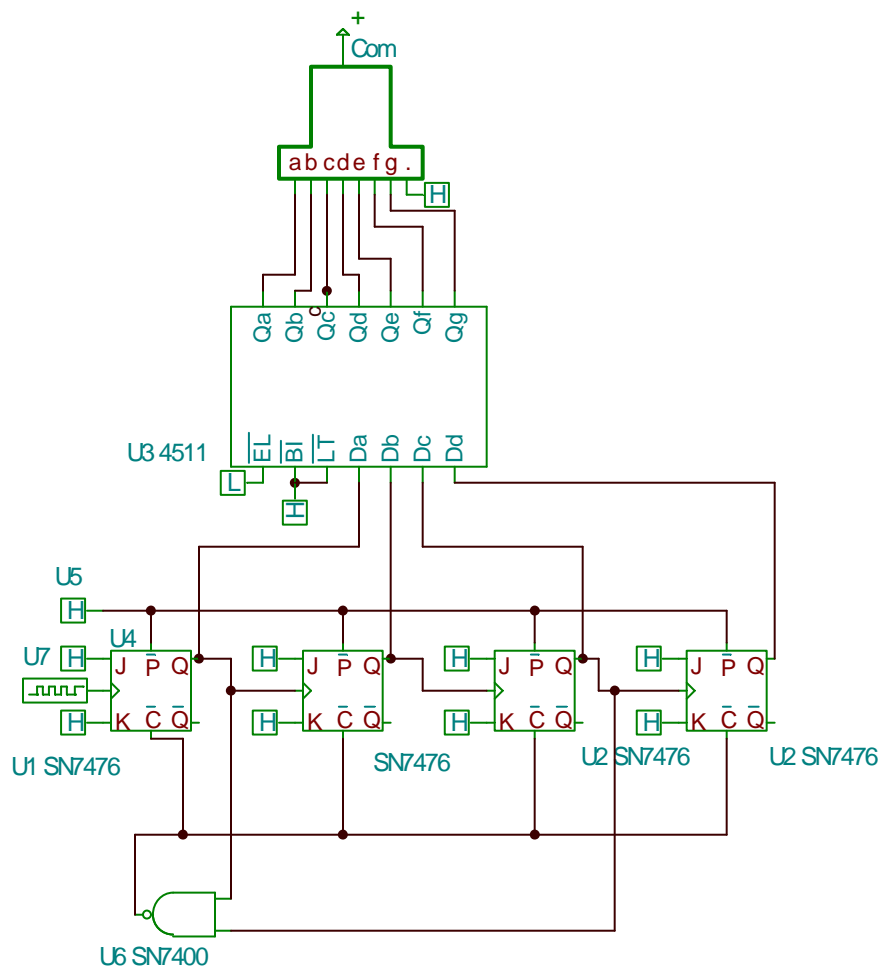 +
Com
abcdefg.
H
Qa Qb C Qc Qd Qe Qf Qg
EL BI LT Da Db Dc Dd
U3 4511
L
H
U5
H
U4
U7 H H H H
J P Q J P Q J P Q J P Q
H H H H
K C Q K C Q K C Q K C Q
U1 SN7476 SN7476 U2 SN7476 U2 SN7476
U6 SN7400